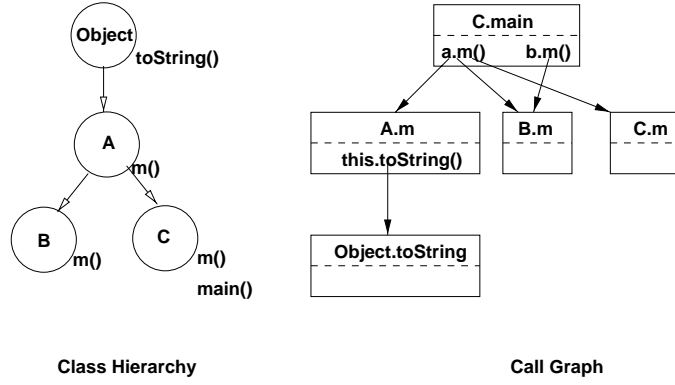 Object
toString()
A
m()
B
m()
C
m()
main()
Class Hierarchy
C.main
a.m() b.m()
A.m
this.toString()
B.m
C.m
Object.toString
Call Graph